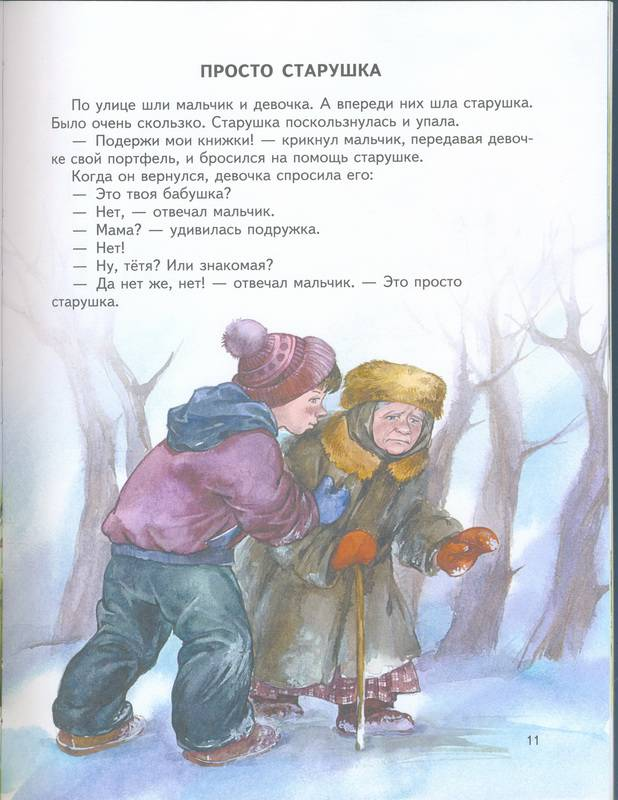 ПРОСТО СТАРУШКА
По улице шли мальчик и девочка. А впереди них шла старушка.
Было очень скользко. Старушка поскользнулась и упала.
— Подержи мои книжки! — крикнул мальчик, передавая девоч-
ке свой портфель, и бросился на помощь старушке.
Когда он вернулся, девочка спросила его:
— Это твоя бабушка?
— Нет, — отвечал мальчик.
— Мама? — удивилась подружка.
— Нет!
— Ну, тётя? Или знакомая?
— Да нет же, нет! — отвечал мальчик. — Это просто
старушка.
11